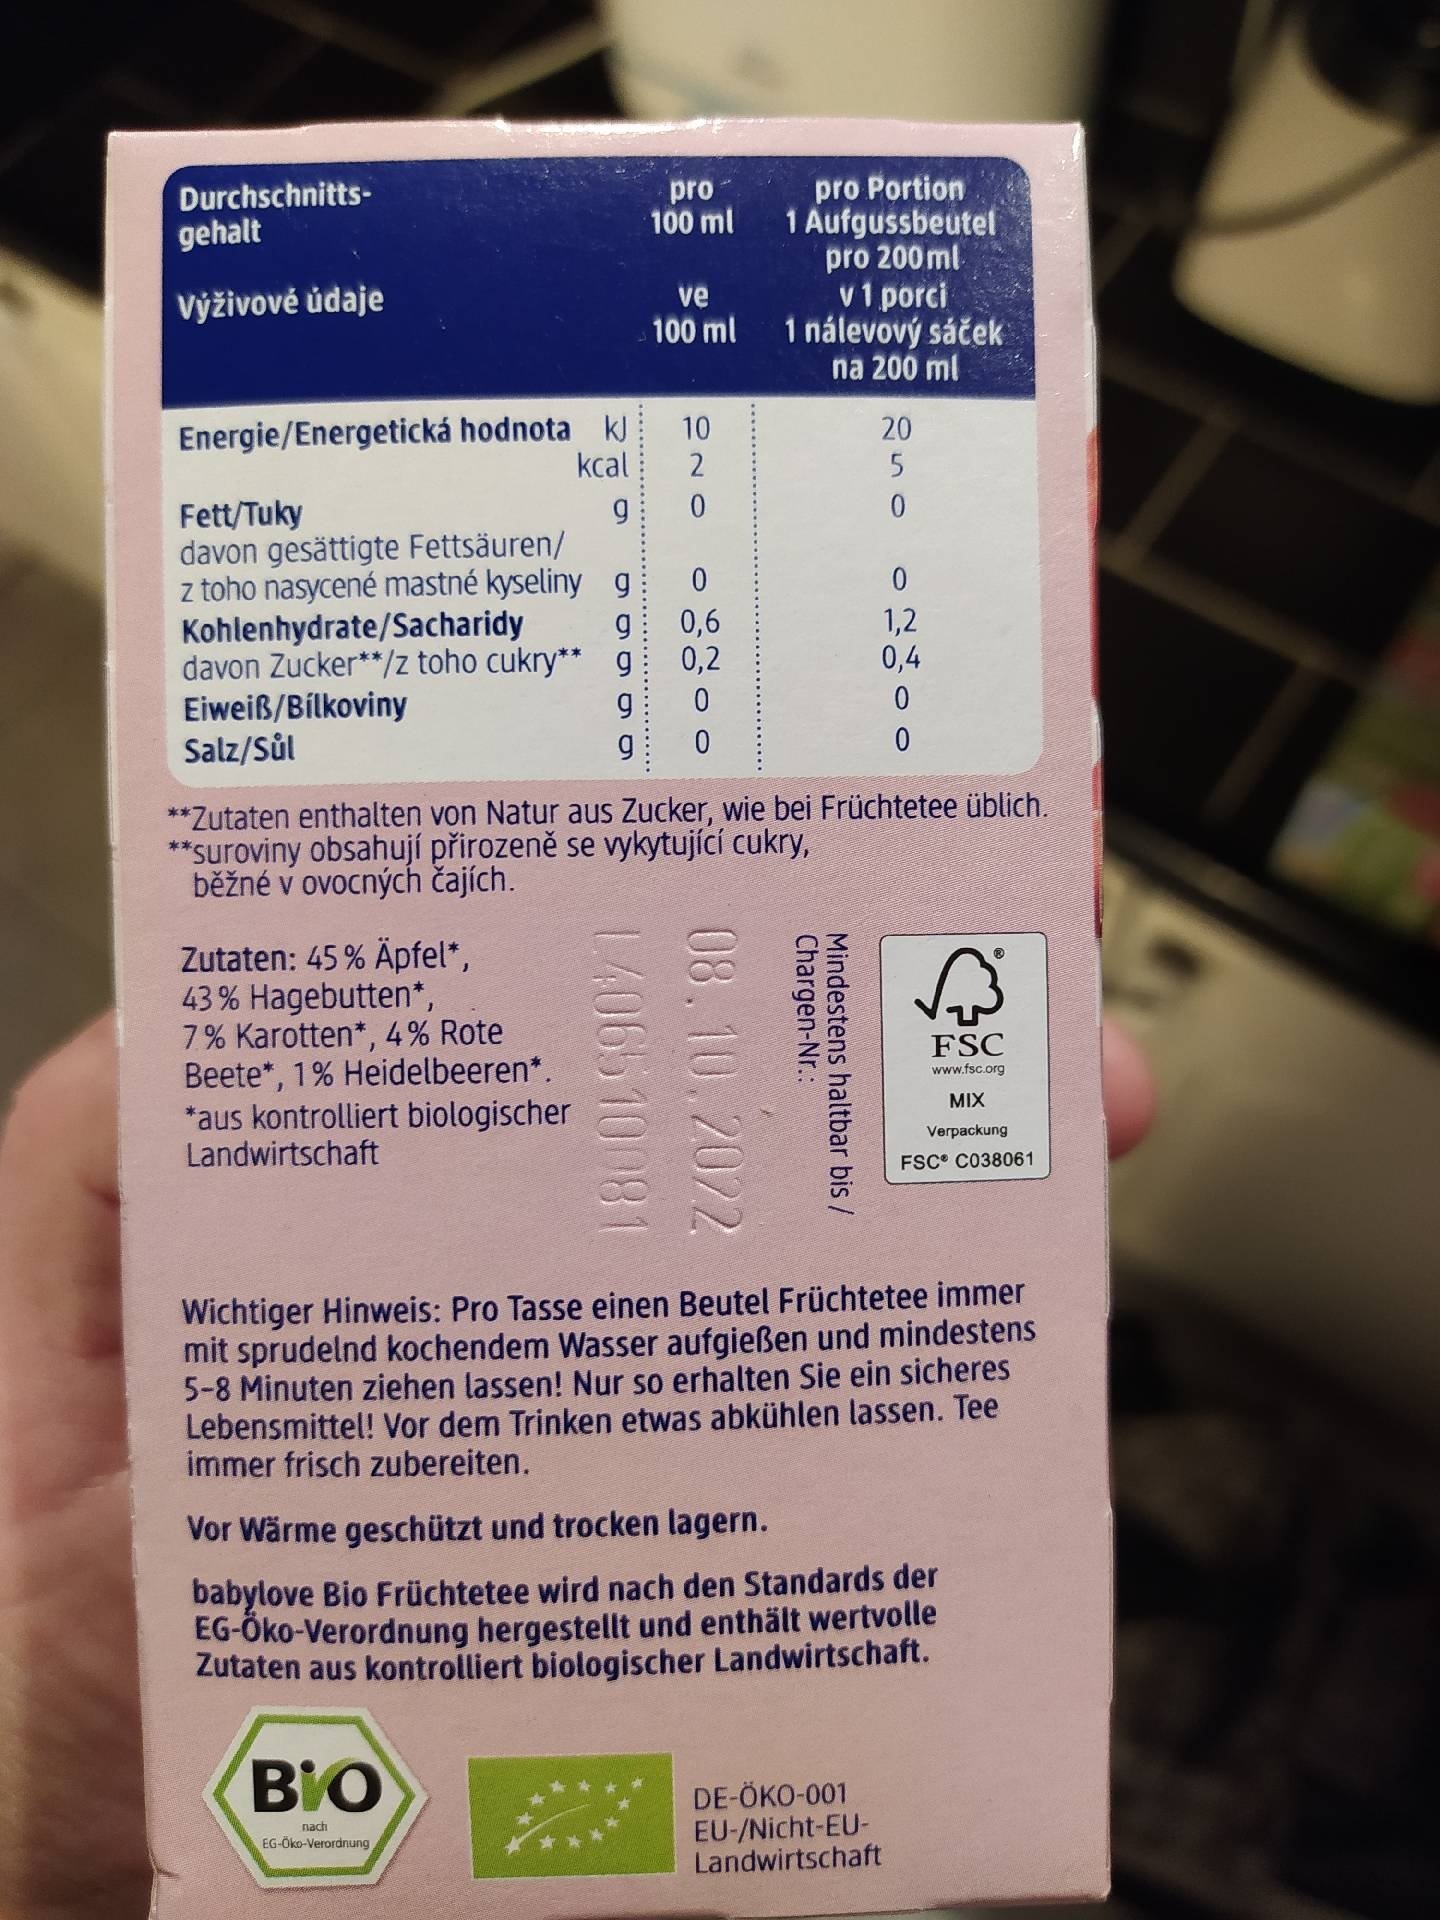 Durchschnitts-
gehalt
pro
100 ml
pro Portion
1 Aufgussbeutel
pro 200 ml
Výživové údaje
ve
100 ml
v 1 porci
1 nálevový sáček
na 200 ml
Energie/Energetická hodnota kJ 10 20
kcal 2 5
Fett/Tuky g 0 0
davon gesättigte Fettsäuren/
z toho nasycené mastné kyseliny g 0 0
Kohlenhydrate/Sacharidy g 0,6 1,2
davon Zucker**/z toho cukry** g 0,2 0,4
Eiweiß/Bílkoviny g 0 0
Salz/Sůl g 0 0
**Zutaten enthalten von Natur aus Zucker, wie bei Früchtetee üblich.
**suroviny obsahují přirozeně se vykytující cukry,
běžné v ovocných čajích.
Zutaten: 45 % Äpfel*,
43 % Hagebutten*,
7 % Karotten*, 4 % Rote
Beete*, 1 % Heidelbeeren*.
*aus kontrolliert biologischer
Landwirtschaft
Mindestens haltbar bis /
Chargen-Nr.:
08. 10. 2022
L406510081
®
FSC
www.fsc.org
MIX
Verpackung
FSC® C038061
Wichtiger Hinweis: Pro Tasse einen Beutel Früchtetee immer
mit sprudelnd kochendem Wasser aufgießen und mindestens
5-8 Minuten ziehen lassen! Nur so erhalten Sie ein sicheres
Lebensmittel! Vor dem Trinken etwas abkühlen lassen. Tee
immer frisch zubereiten.
Vor Wärme geschützt und trocken lagern.
babylove Bio Früchtetee wird nach den Standards der
EG-Öko-Verordnung hergestellt und enthält wertvolle
Zutaten aus kontrolliert biologischer Landwirtschaft.
Bio
nach
EG-Öko-Verordnung
DE-ÖKO-001
EU-/Nicht-EU-
Landwirtschaft